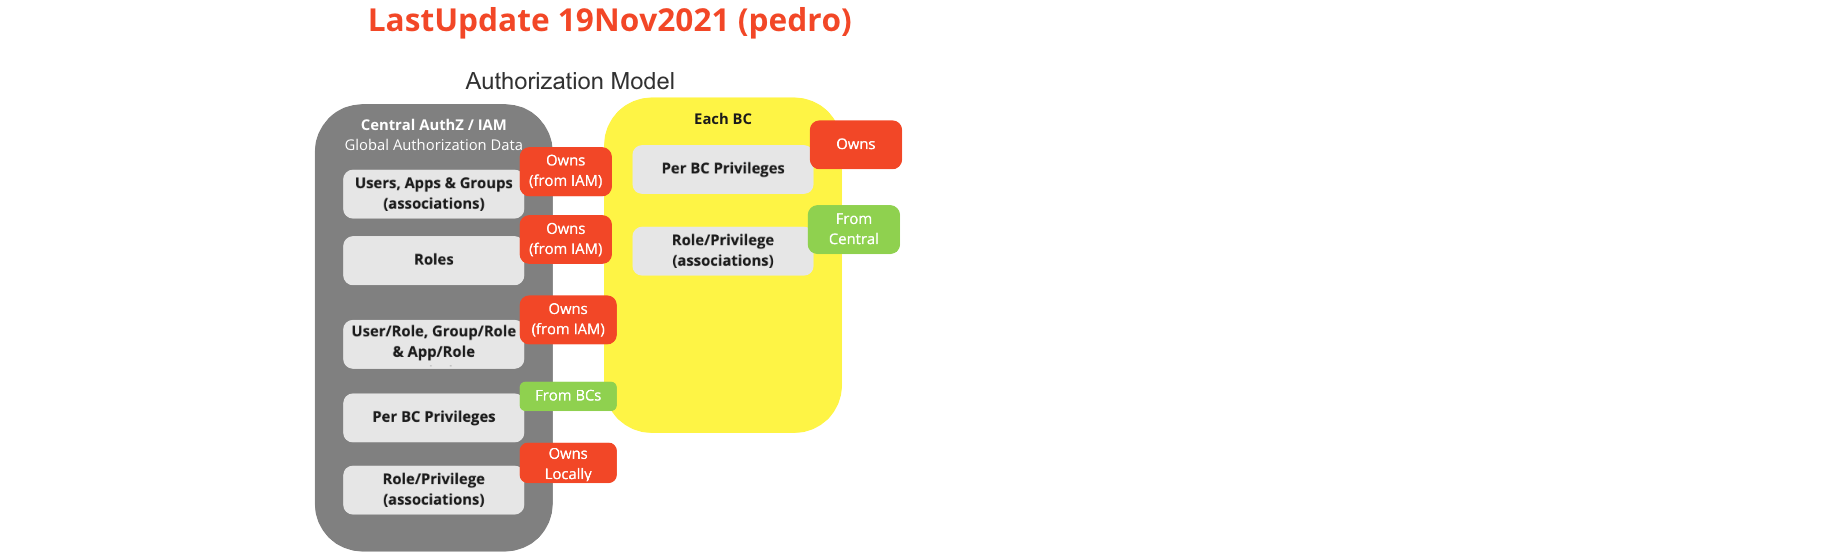 LastUpdate 19Nov2021 (pedro)
Authorization Model
Central AuthZ / IAM
Global Authorization Data
Owns
(from IAM)
Users, Apps & Groups
(associations)
Owns
(from IAM)
Roles
Owns
(from IAM)
User/Role, Group/Role
& App/Role
From BCs
Per BC Privileges
Owns
Locally
Role/Privilege
(associations)
Each BC
Owns
Per BC Privileges
From
Central
Role/Privilege
(associations)